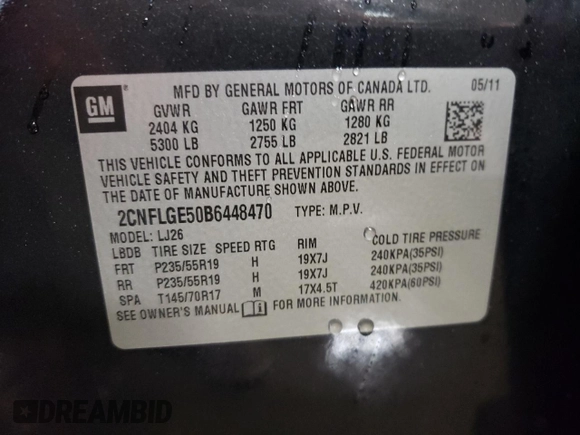 GM
MFD BY GENERAL MOTORS OF CANADA LTD. 05/11
GVWR GAWR FRT GAWR RR
2404 KG 1250 KG 1280 KG
5300 LB 2755 LB 2821 LB
THIS VEHICLE CONFORMS TO ALL APPLICABLE U.S. FEDERAL MOTOR
VEHICLE SAFETY AND THEFT PREVENTION STANDARDS IN EFFECT ON
THE DATE OF MANUFACTURE SHOWN ABOVE.
2CNFLGE50B6448470 TYPE: M.P.V.
MODEL: LJ26
LBDB TIRE SIZE SPEED RTG RIM COLD TIRE PRESSURE
FRT P235/55R19 H 19X7J 240KPA(35PSI)
RR P235/55R19 H 19X7J 240KPA(35PSI)
SPA T145/70R17 M 17X4.5T 420KPA(60PSI)
SEE OWNER'S MANUAL FOR MORE INFORMATION.
DREAMBID